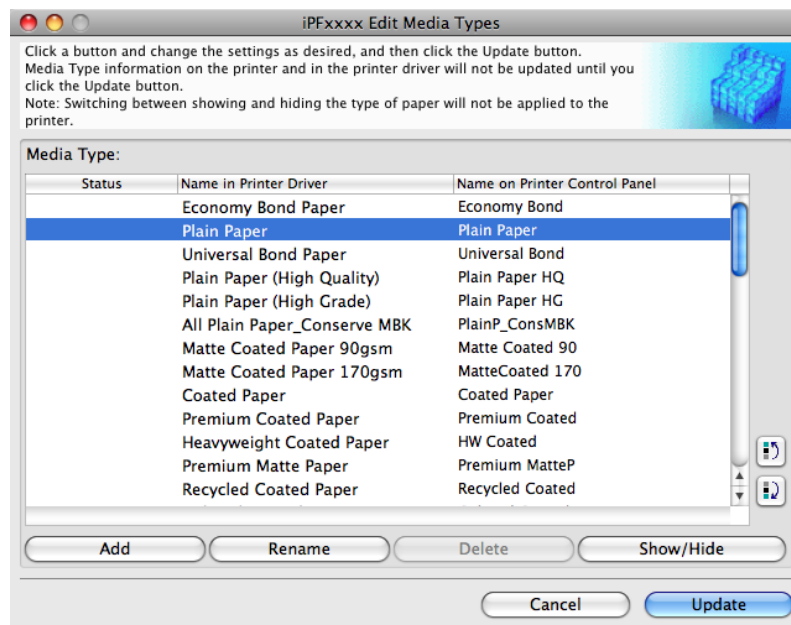 iPFxxxx Edit Media Types
Click a button and change the settings as desired, and then click the Update button.
Media Type information on the printer and in the printer driver will not be updated until you
click the Update button.
Note: Switching between showing and hiding the type of paper will not be applied to the
printer.
Media Type:
Status Name in Printer Driver Name on Printer Control Panel
Economy Bond Paper Economy Bond
Plain Paper Plain Paper
Universal Bond Paper Universal Bond
Plain Paper (High Quality) Plain Paper HQ
Plain Paper (High Grade) Plain Paper HG
All Plain Paper_Conserve MBK PlainP_ConsMBK
Matte Coated Paper 90gsm Matte Coated 90
Matte Coated Paper 170gsm MatteCoated 170
Coated Paper Coated Paper
Premium Coated Paper Premium Coated
Heavyweight Coated Paper HW Coated
Premium Matte Paper Premium MatteP
Recycled Coated Paper Recycled Coated
Add Rename Delete Show/Hide
Cancel Update